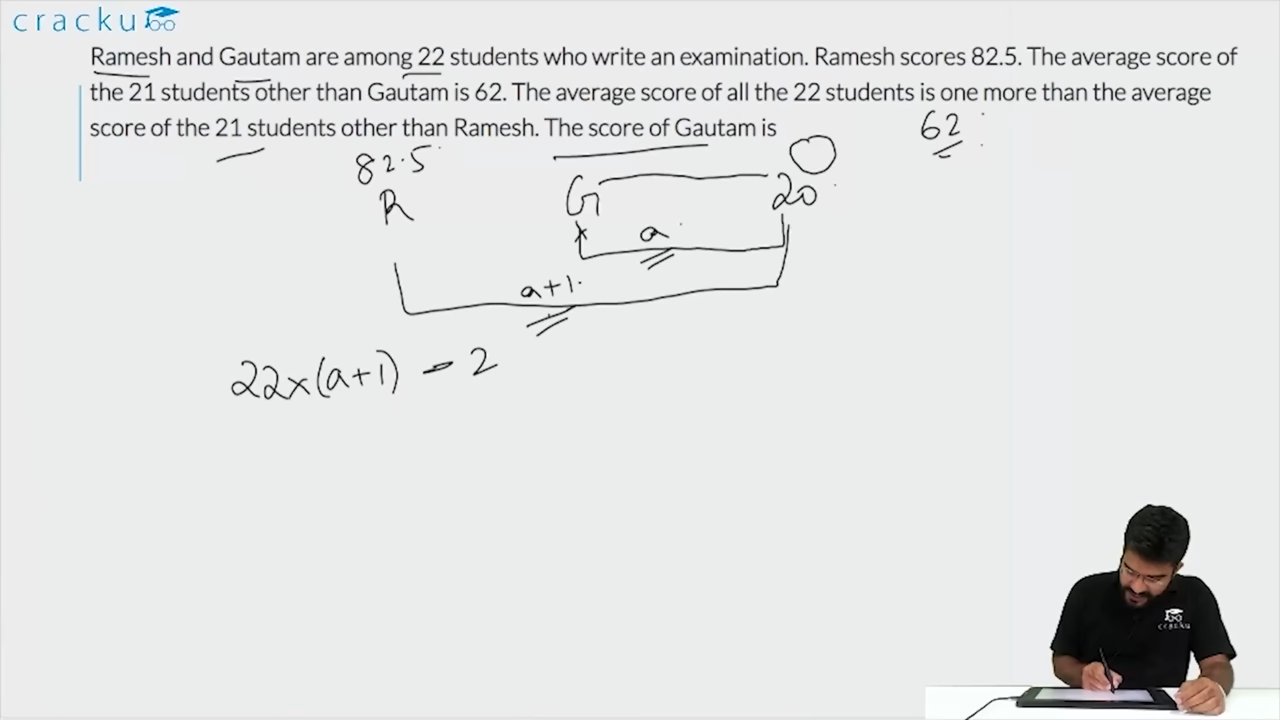 cracku
Ramesh and Gautam are among 22 students who write an examination. Ramesh scores 82.5. The average score of
the 21 students other than Gautam is 62. The average score of all the 22 students is one more than the average
score of the 21 students other than Ramesh. The score of Gautam is
62
82.5
R G 20
x a
a+1
22x(a+1) - 2
cracku